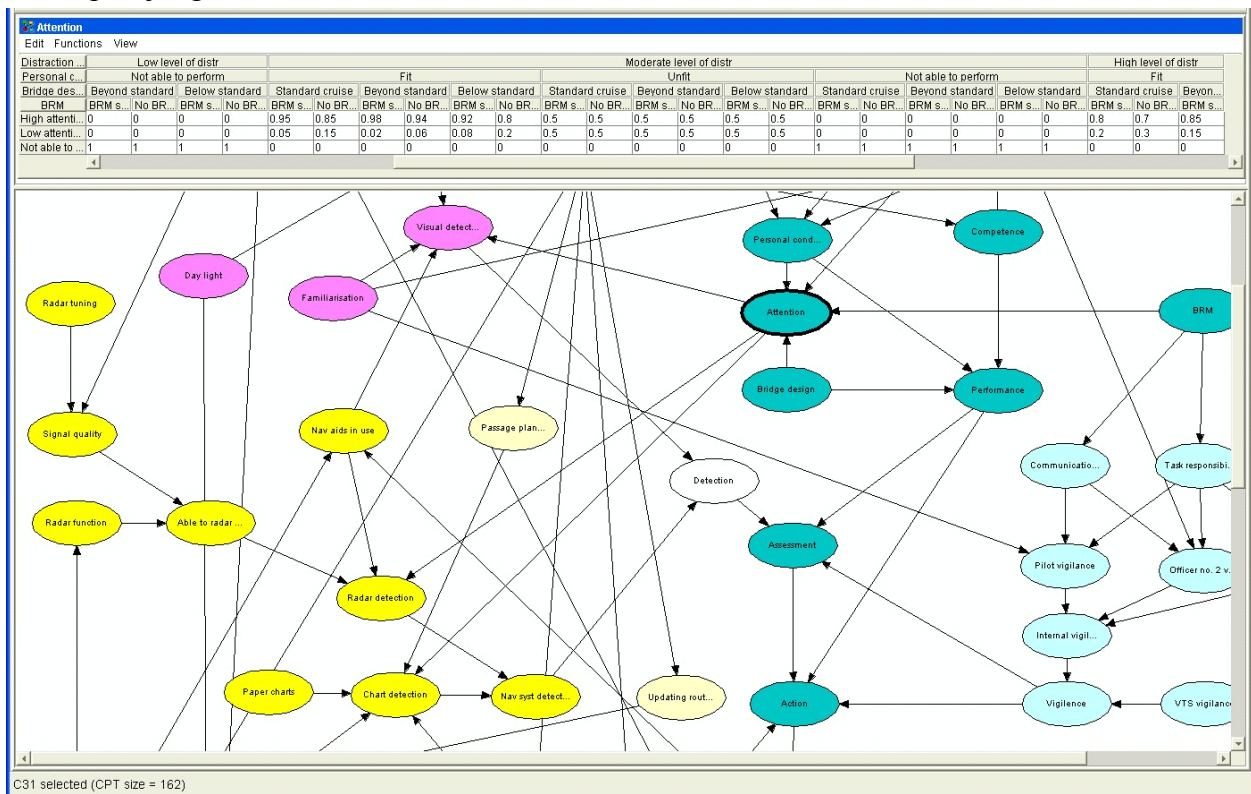 Attention
Edit Functions View
Distraction ... Low level of distr Moderate level of distr High level of distr
Personal c... Not able to perform Fit Unfit Not able to perform Fit
Bridge des... Beyond standard Below standard Standard cruise Beyond standard Below standard Standard cruise Beyond standard Below standard Standard cruise Beyond standard Below standard Standard cruise Beyon...
BRM BRM s... No BR... BRM s... No BR... BRM s... No BR... BRM s... No BR... BRM s... No BR... BRM s... No BR... BRM s... No BR... BRM s... No BR... BRM s... No BR... BRM s... No BR... BRM s... No BR... BRM s... No BR... BRM s...
High attenti... 0 0 0 0 0.95 0.85 0.98 0.94 0.92 0.8 0.5 0.5 0.5 0.5 0.5 0.5 0 0 0 0 0 0 0.8 0.7 0.85
Low attenti... 0 0 0 0 0.05 0.15 0.02 0.06 0.08 0.2 0.5 0.5 0.5 0.5 0.5 0.5 0 0 0 0 0 0 0.2 0.3 0.15
Not able to ... 1 1 1 1 0 0 0 0 0 0 0 0 0 0 0 0 1 1 1 1 1 1 0 0 0
Visual detect...
Personal cond...
Competence
Day light
Familiarisation
Radar tuning
Attention
BRM
Bridge design
Performance
Signal quality
Nav aids in use
Passage plan...
Detection
Communicatio...
Task responsibi...
Radar function
Able to radar ...
Assessment
Pilot vigilance
Officer no. 2 v...
Radar detection
Internal vigil...
Paper charts
Chart detection
Nav syst detect...
Updating rout...
Action
Vigilence
VTS vigilance
C31 selected (CPT size = 162)